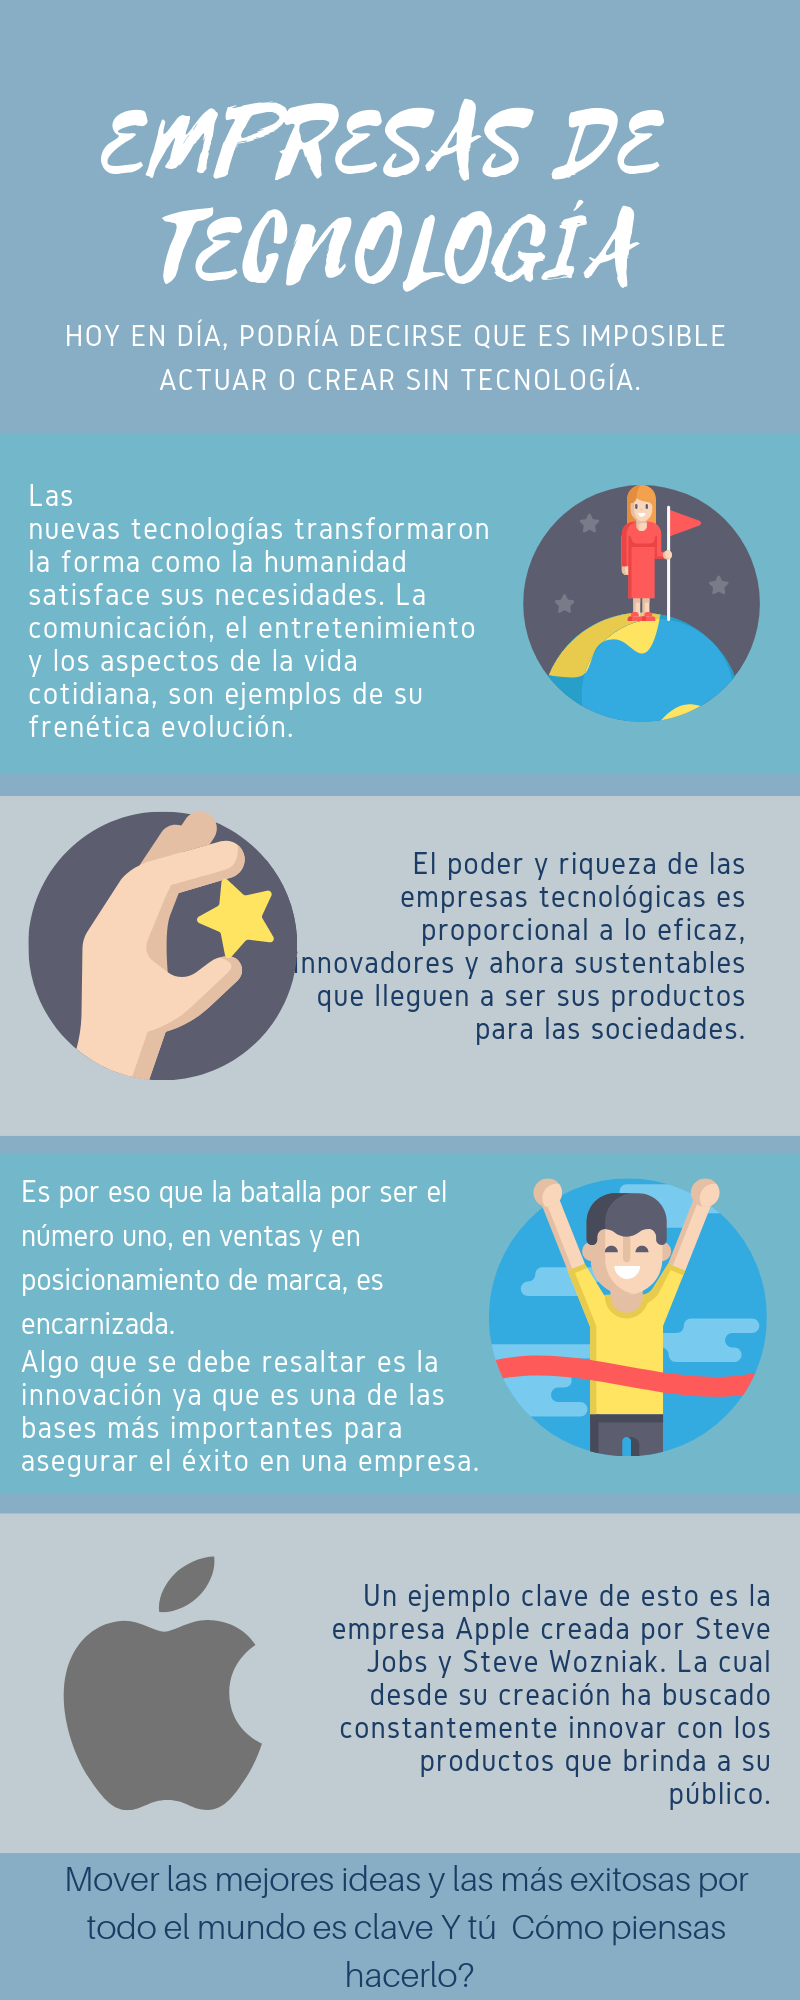 EMPRESAS DE
TECNOLOGÍA
HOY EN DÍA, PODRÍA DECIRSE QUE ES IMPOSIBLE
ACTUAR O CREAR SIN TECNOLOGÍA.
Las
nuevas tecnologías transformaron
la forma como la humanidad
satisface sus necesidades. La
comunicación, el entretenimiento
y los aspectos de la vida
cotidiana, son ejemplos de su
frenética evolución.
El poder y riqueza de las
empresas tecnológicas es
proporcional a lo eficaz,
innovadores y ahora sustentables
que lleguen a ser sus productos
para las sociedades.
Es por eso que la batalla por ser el
número uno, en ventas y en
posicionamiento de marca, es
encarnizada.
Algo que se debe resaltar es la
innovación ya que es una de las
bases más importantes para
asegurar el éxito en una empresa.
Un ejemplo clave de esto es la
empresa Apple creada por Steve
Jobs y Steve Wozniak. La cual
desde su creación ha buscado
constantemente innovar con los
productos que brinda a su
público.
Mover las mejores ideas y las más exitosas por
todo el mundo es clave Y tú  Cómo piensas
hacerlo?